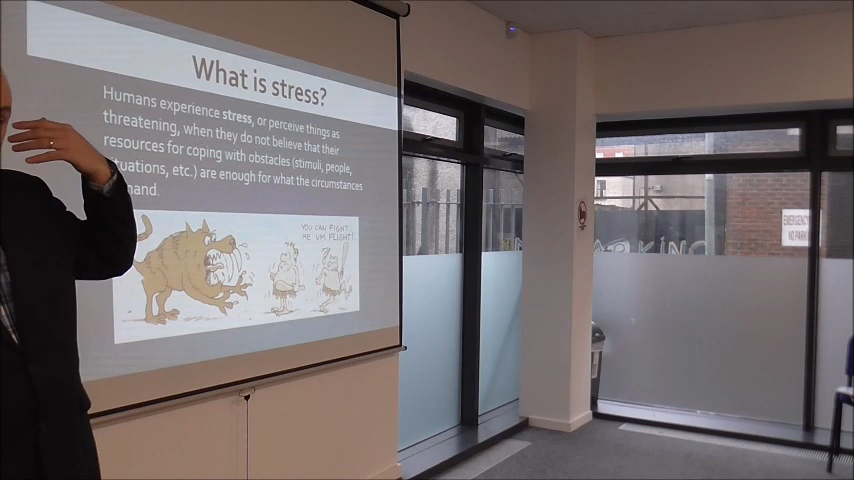 What is stress?
Humans experience stress, or perceive things as
threatening, when they do not believe that their
resources for coping with obstacles (stimuli, people,
ituations, etc.) are enough for what the circumstances
mand.
YOU CAN FIGHT
ME UM FLIGHT!
EMERGENCY
NO PARK